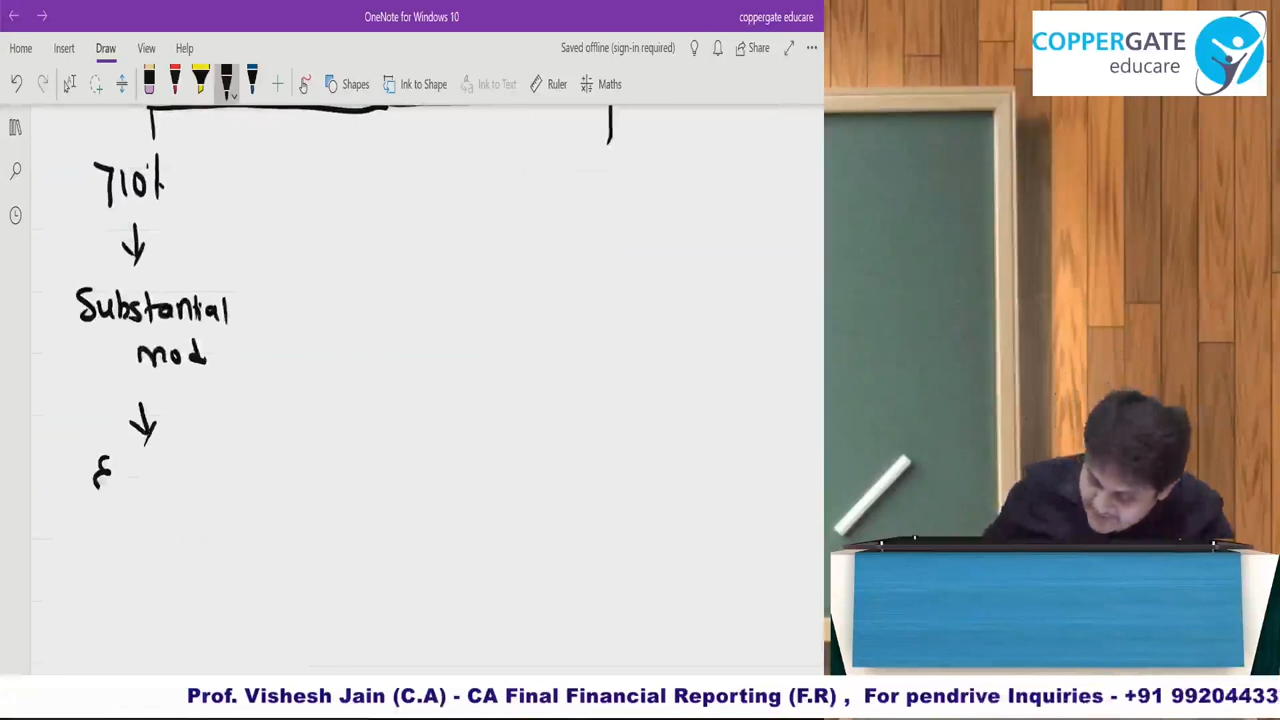 OneNote for Windows 10
coppergate educare
Home Insert Draw View Help
Saved offline (sign-in required) Share
Shapes Ink to Shape Ink to Text Ruler Maths
COPPERGATE
educare
>10%
Substantial
mod
Prof. Vishesh Jain (C.A) - CA Final Financial Reporting (F.R) , For pendrive Inquiries - +91 99204433